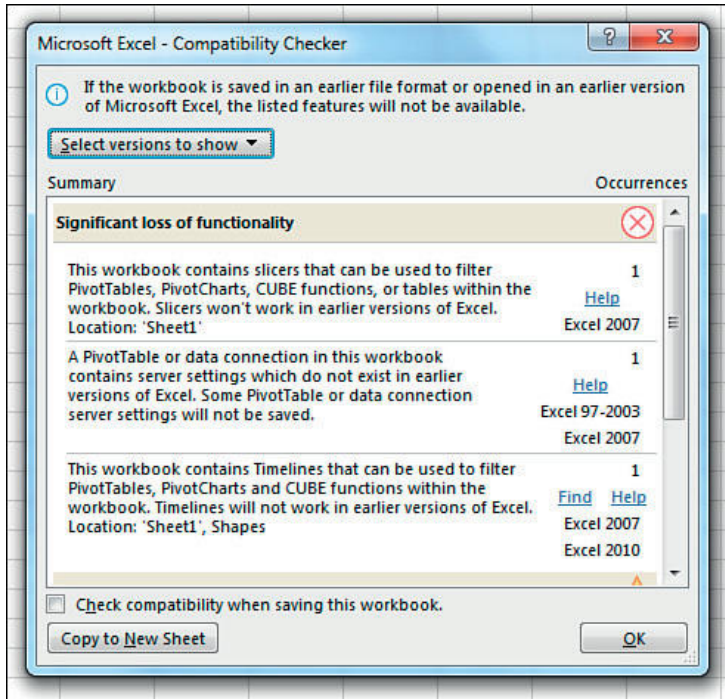 Microsoft Excel - Compatibility Checker
If the workbook is saved in an earlier file format or opened in an earlier version
of Microsoft Excel, the listed features will not be available.
Select versions to show
Summary Occurrences
Significant loss of functionality
This workbook contains slicers that can be used to filter 1
PivotTables, PivotCharts, CUBE functions, or tables within the Help
workbook. Slicers won't work in earlier versions of Excel.
Location: 'Sheet1' Excel 2007
A PivotTable or data connection in this workbook 1
contains server settings which do not exist in earlier
versions of Excel. Some PivotTable or data connection Help
server settings will not be saved. Excel 97-2003
Excel 2007
This workbook contains Timelines that can be used to filter 1
PivotTables, PivotCharts and CUBE functions within the
workbook. Timelines will not work in earlier versions of Excel. Find Help
Location: 'Sheet1', Shapes Excel 2007
Excel 2010
Check compatibility when saving this workbook.
Copy to New Sheet OK